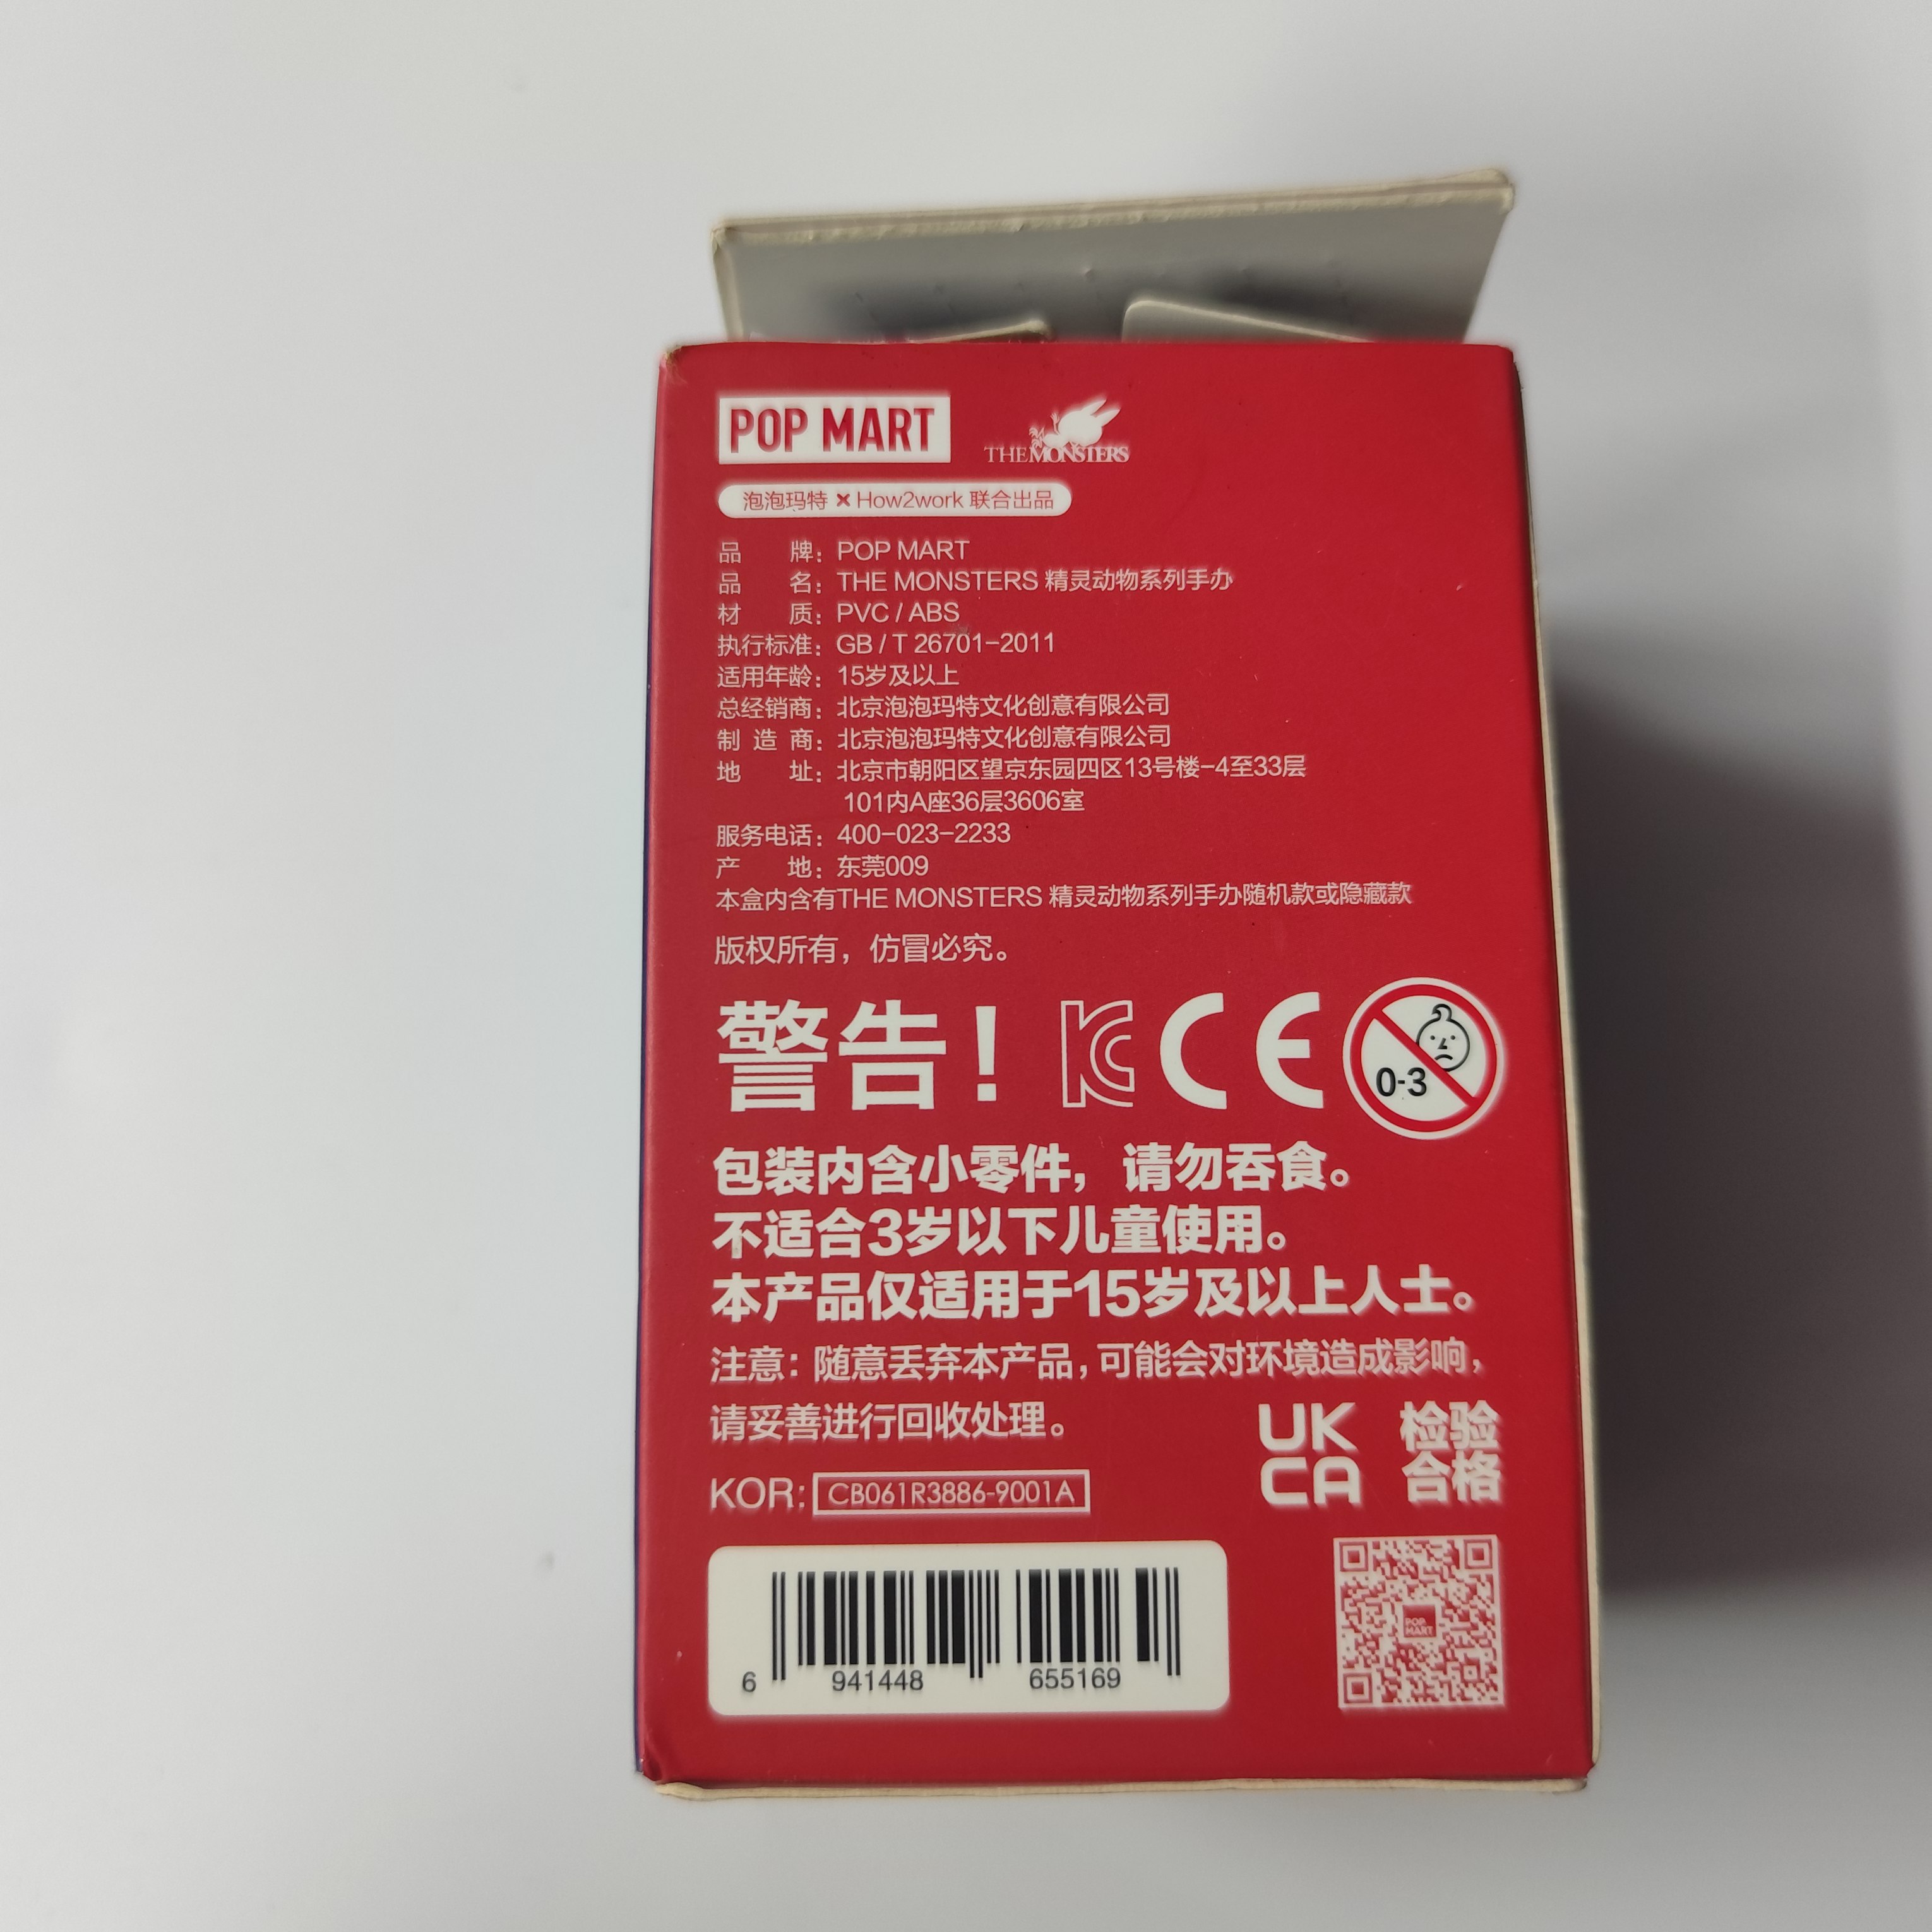 POP MART
THE MONSTERS
泡泡玛特 × How2work 联合出品
品 牌：POP MART
品 名：THE MONSTERS 精灵动物系列手办
材 质：PVC / ABS
执行标准：GB / T 26701-2011
适用年龄：15岁及以上
总经销商：北京泡泡玛特文化创意有限公司
制 造 商：北京泡泡玛特文化创意有限公司
地 址：北京市朝阳区望京东园四区13号楼-4至33层
101内A座36层3606室
服务电话：400-023-2233
产 地：东莞009
本盒内含有THE MONSTERS 精灵动物系列手办随机款或隐藏款
版权所有，仿冒必究。
警告！ KC CE 0-3
包装内含小零件，请勿吞食。
不适合3岁以下儿童使用。
本产品仅适用于15岁及以上人士。
注意：随意丢弃本产品，可能会对环境造成影响，
请妥善进行回收处理。
UK
CA
检验
合格
KOR: CB061R3886-9001A
6 941448 655169
POP
MART